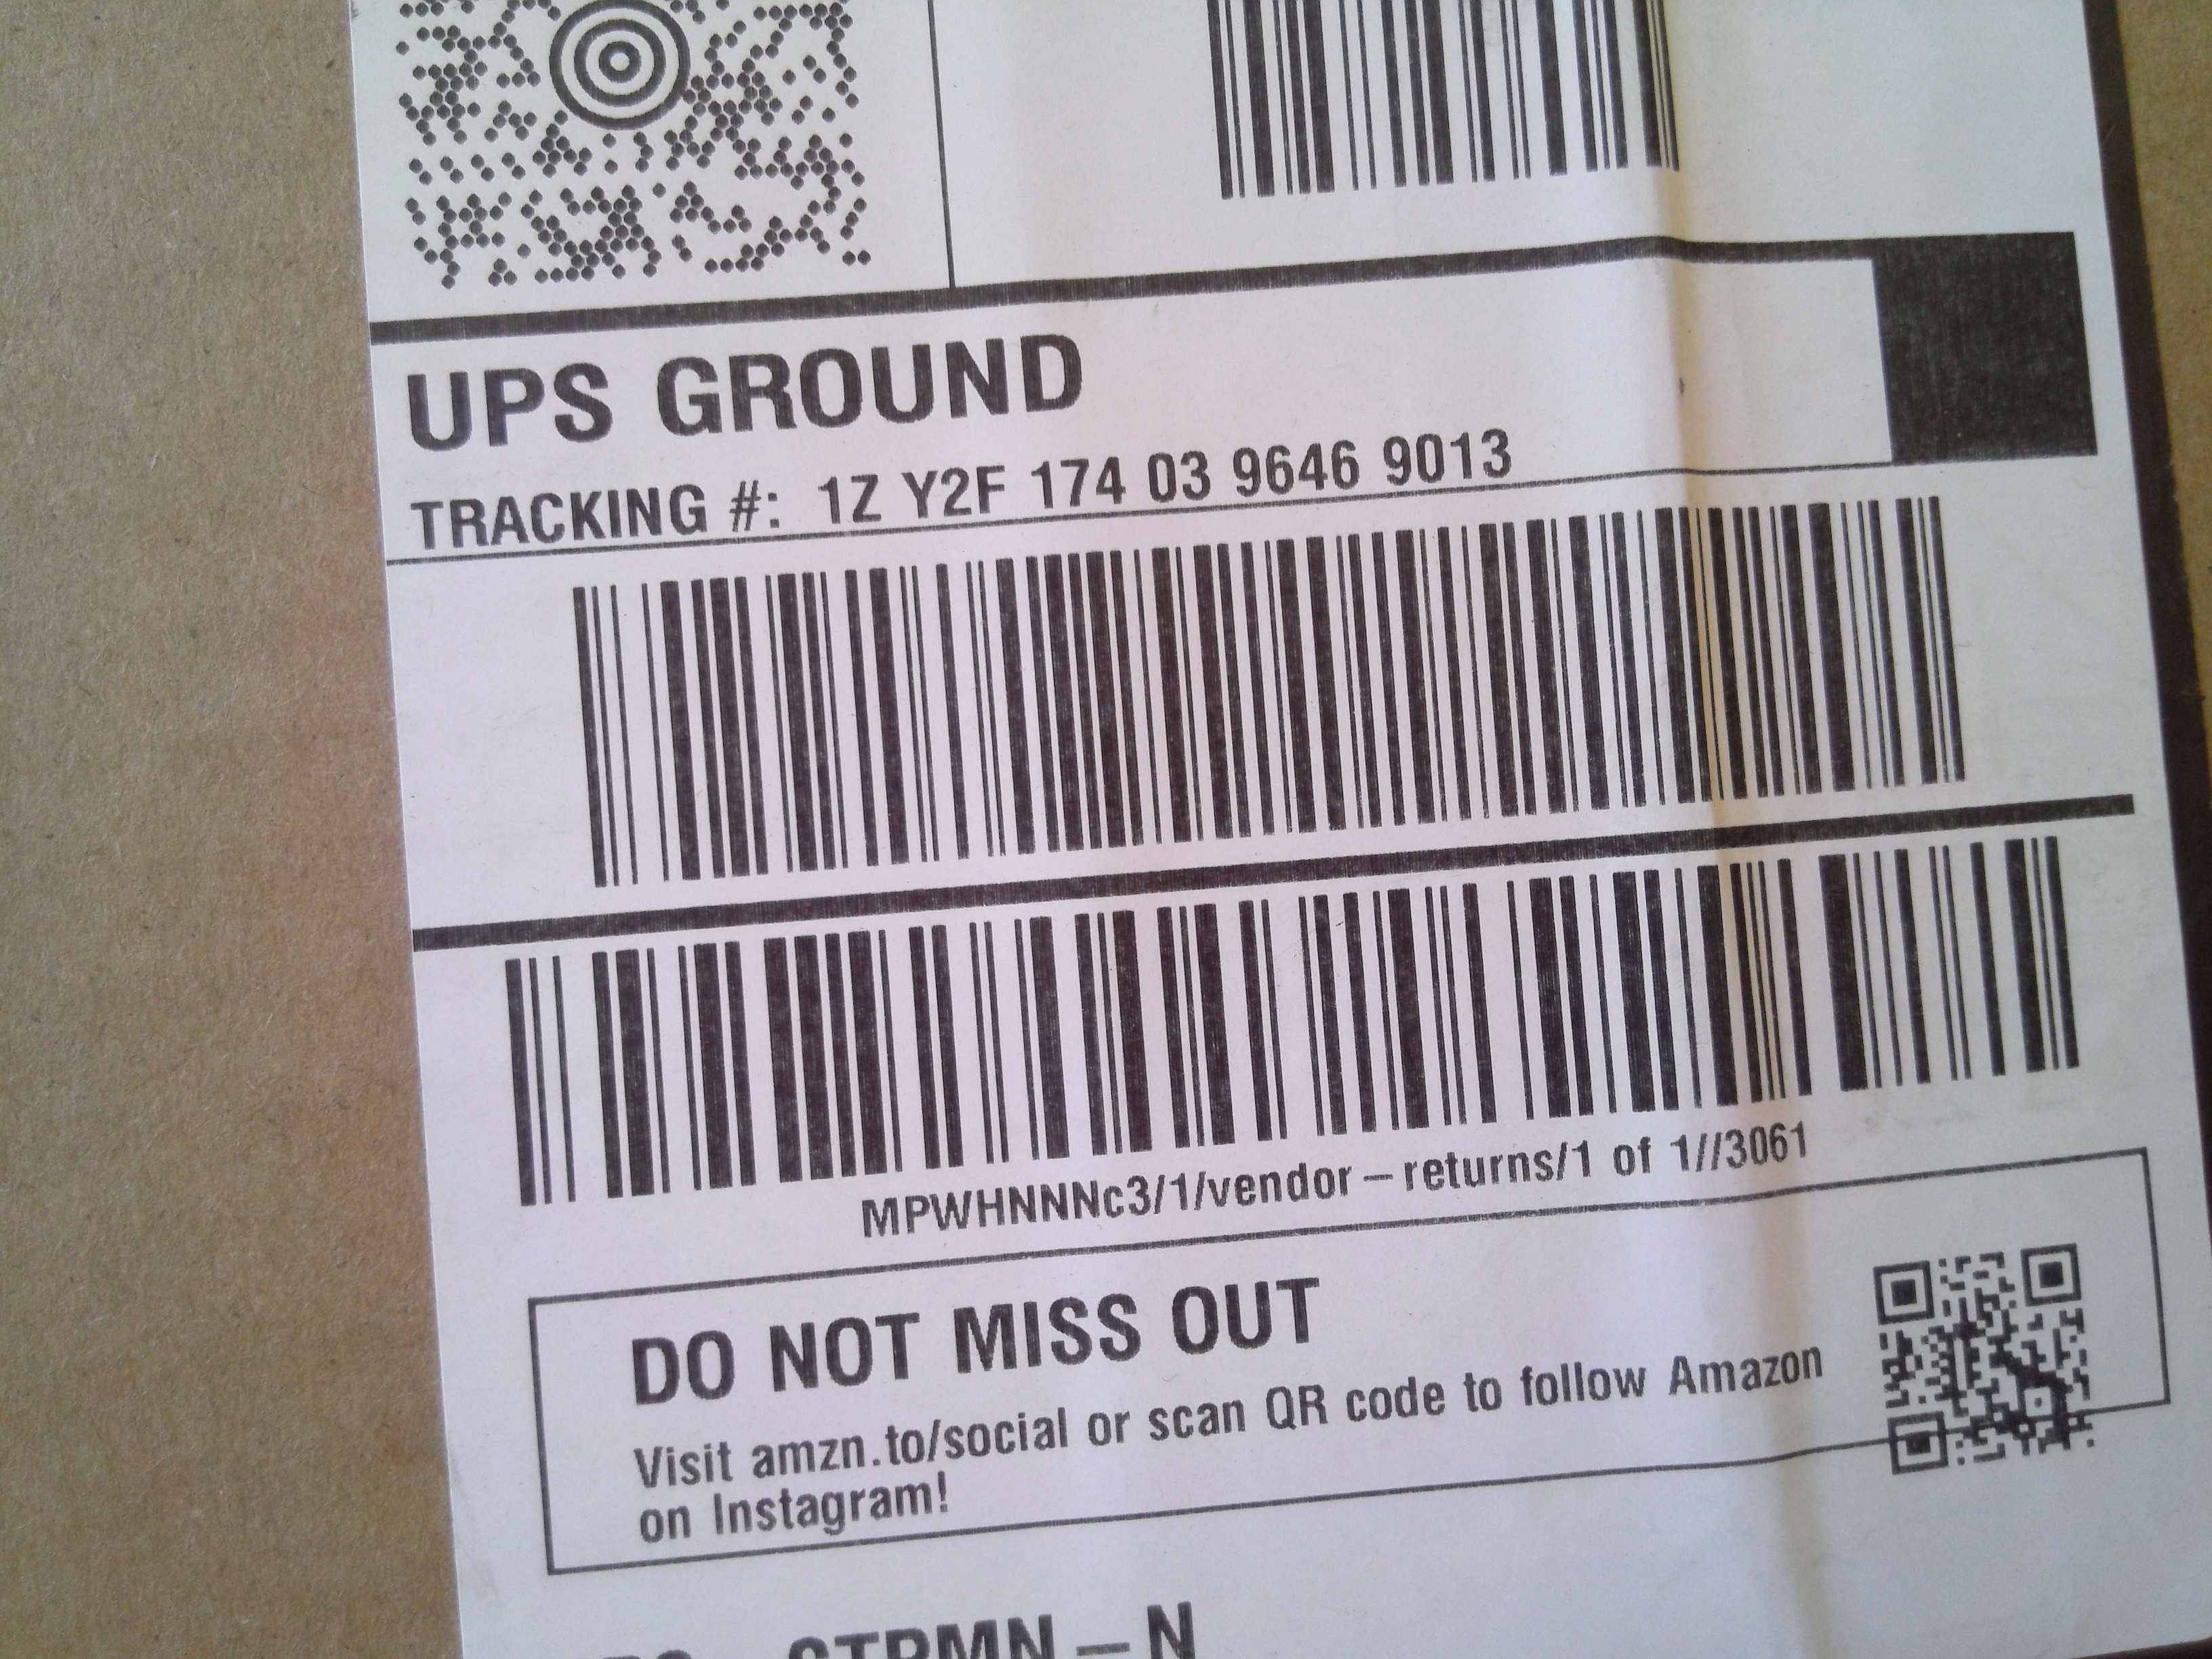 UPS GROUND
TRACKING #: 1Z Y2F 174 03 9646 9013
MPWHNNNc3/1/vendor-returns/1 of 1//3061
DO NOT MISS OUT
Visit amzn.to/social or scan QR code to follow Amazon
on Instagram!